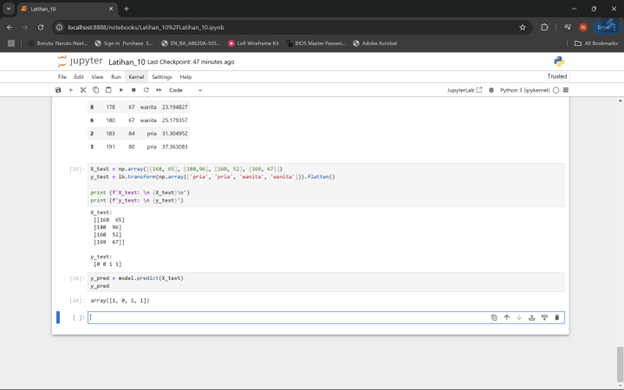 Latihan_10
localhost:8888/notebooks/Latihan_10%2FLatihan_10.ipynb
Boruto: Naruto Next...
Sign In
Purchase S...
EN_BA_ABG20A-S03...
Lofi Wireframe Kit
BIOS Master Passwo...
Adobe Acrobat
All Bookmarks
jupyter Latihan_10 Last Checkpoint: 47 minutes ago
File Edit View Run Kernel Settings Help
Trusted
Code
JupyterLab
Python 3 (ipykernel)
8 178 67 wanita 23.194827
6 180 67 wanita 25.179357
2 183 84 pria 31.304952
3 191 80 pria 37.363083
X_test = np.array([[168, 65], [180,96], [160, 52], [169, 67]])
y_test = lb.transform(np.array(['pria', 'pria', 'wanita', 'wanita'])).flatten()
print (f'X_test: \n {X_test}\n')
print (f'y_test: \n {y_test}')
X_test:
[[168 65]
[180 96]
[160 52]
[169 67]]
y_test:
[0 0 1 1]
y_pred = model.predict(X_test)
y_pred
array([1, 0, 1, 1])
[ ]: